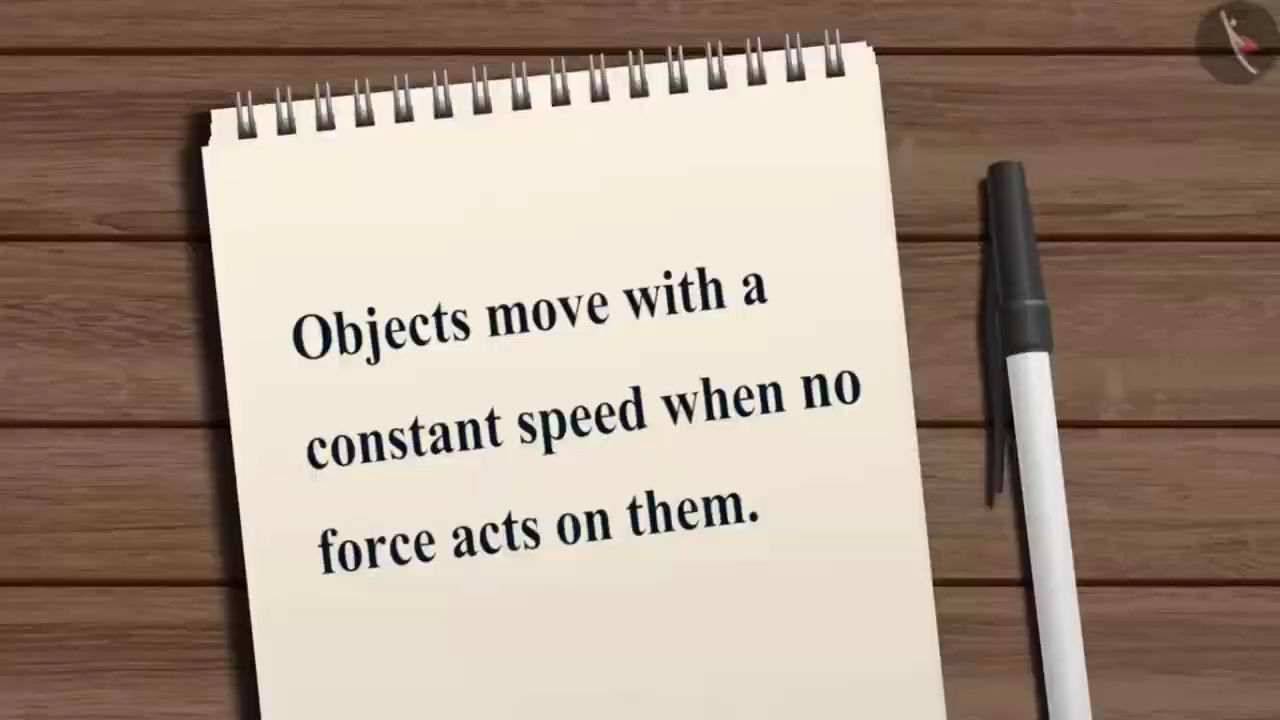 Objects move with a
constant speed when no
force acts on them.